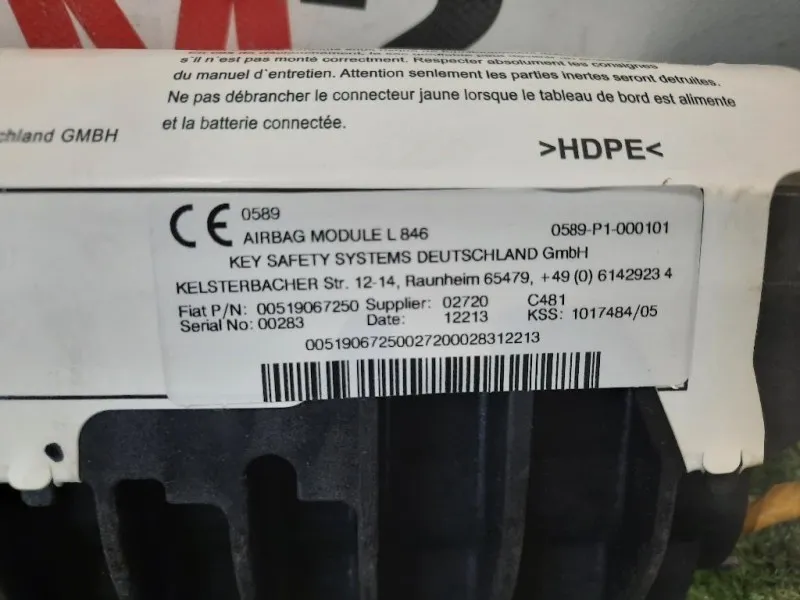 s'il n'est pas monté correctment. Respecter absolument les consignes
du manuel d'entretien. Attention senlement les parties inertes seront detruites.
Ne pas débrancher le connecteur jaune lorsque le tableau de bord est alimente
et la batterie connectée.
chland GMBH
>HDPE<
CE 0589
AIRBAG MODULE L 846 0589-P1-000101
KEY SAFETY SYSTEMS DEUTSCHLAND GmbH
KELSTERBACHER Str. 12-14, Raunheim 65479, +49 (0) 6142923 4
Fiat P/N: 00519067250 Supplier: 02720 C481
Serial No: 00283 Date: 12213 KSS: 1017484/05
00519067250027200028312213